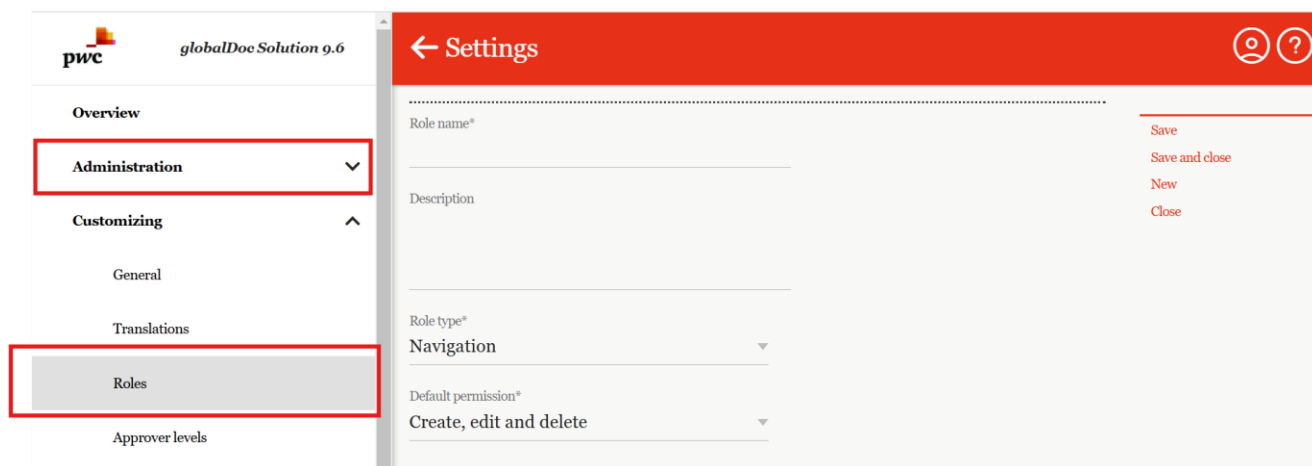 pwc
globalDoc Solution 9.6
Overview
Administration
Customizing
General
Translations
Roles
Approver levels
Settings
?
Role name*
Description
Role type*
Navigation
Default permission*
Create, edit and delete
Save
Save and close
New
Close